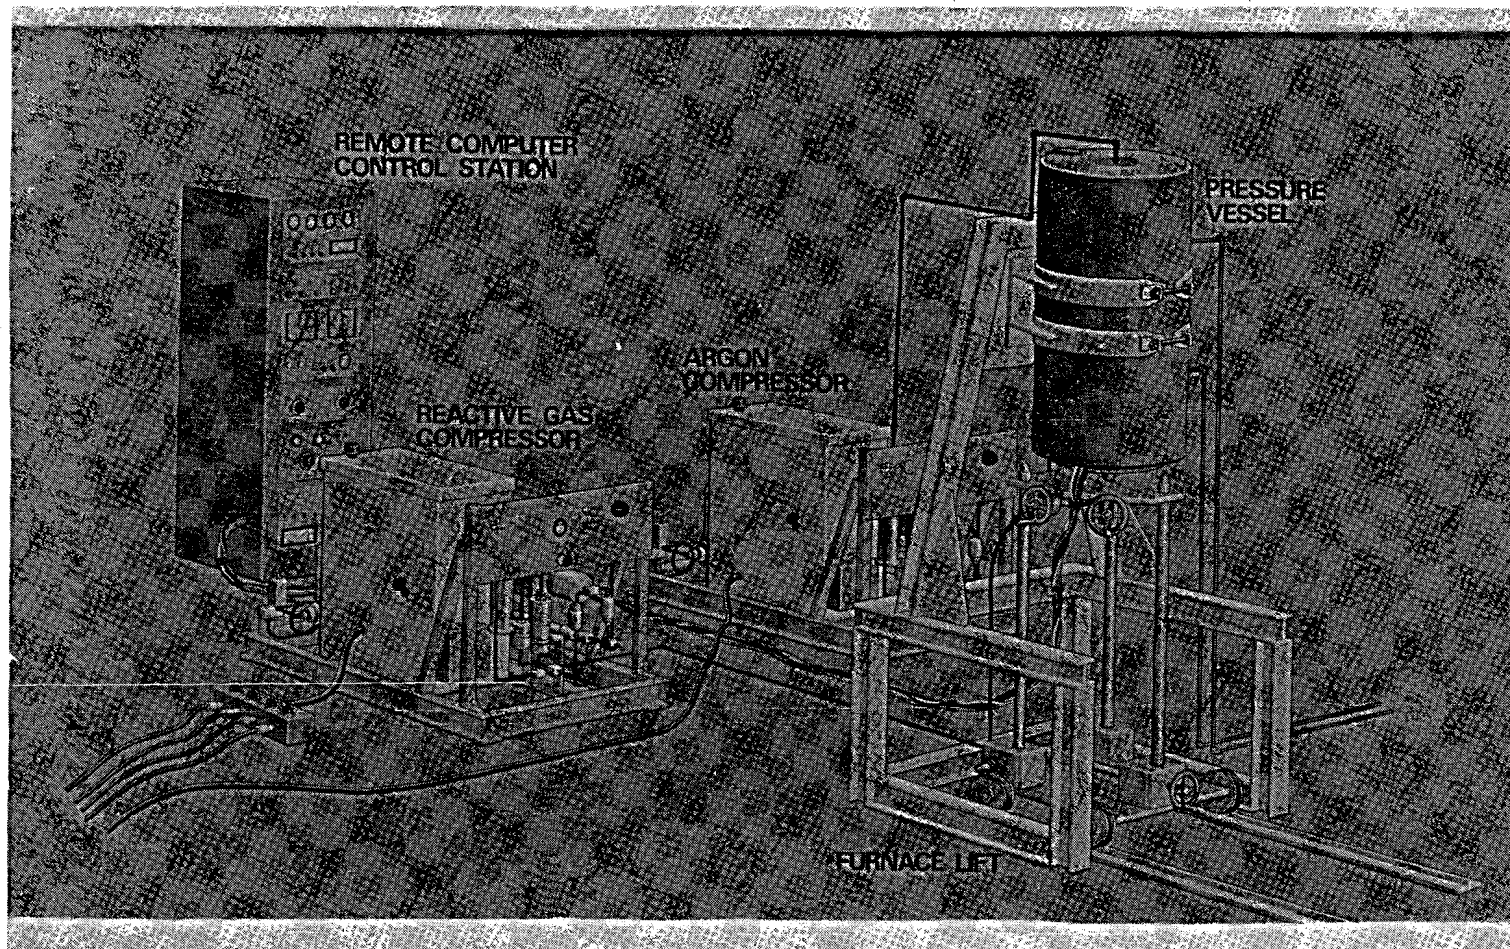 REMOTE COMPUTER
CONTROL STATION
PRESSURE
VESSEL
ARGON
COMPRESSOR
REACTIVE GAS
COMPRESSOR
FURNACE LIFT